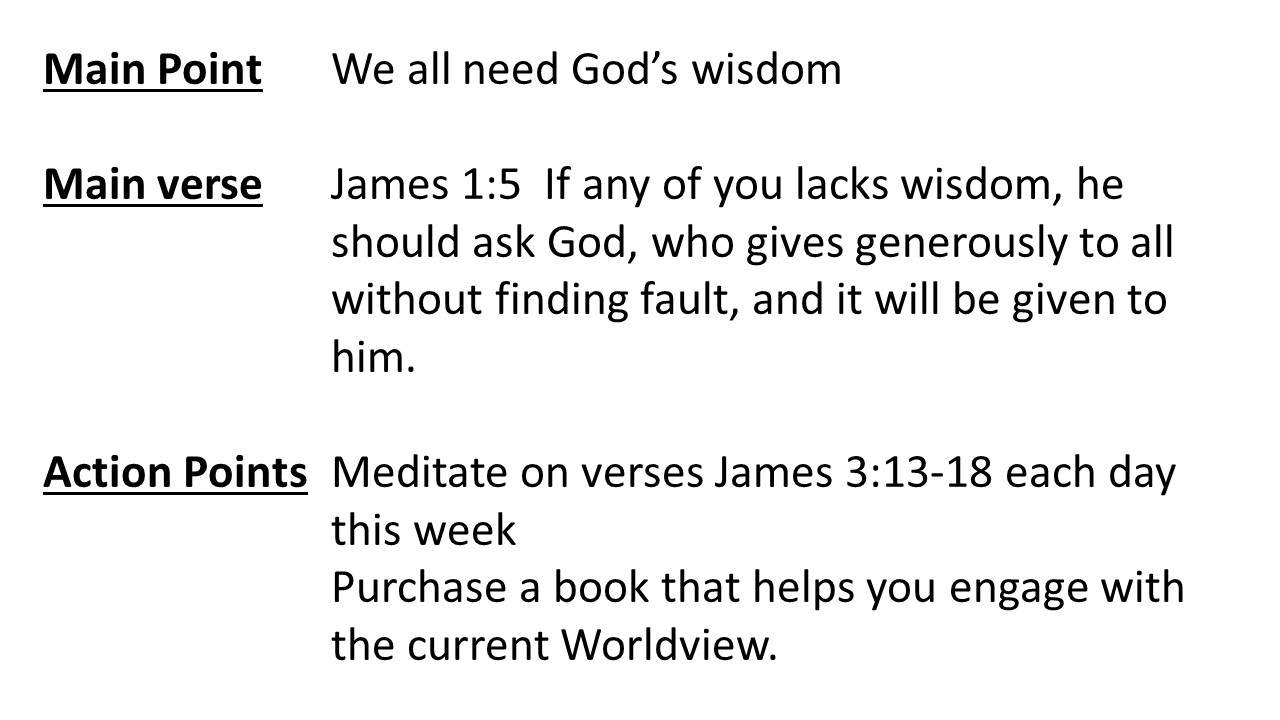 Main Point We all need God’s wisdom
Main verse James 1:5  If any of you lacks wisdom, he
should ask God, who gives generously to all
without finding fault, and it will be given to
him.
Action Points Meditate on verses James 3:13-18 each day
this week
Purchase a book that helps you engage with
the current Worldview.